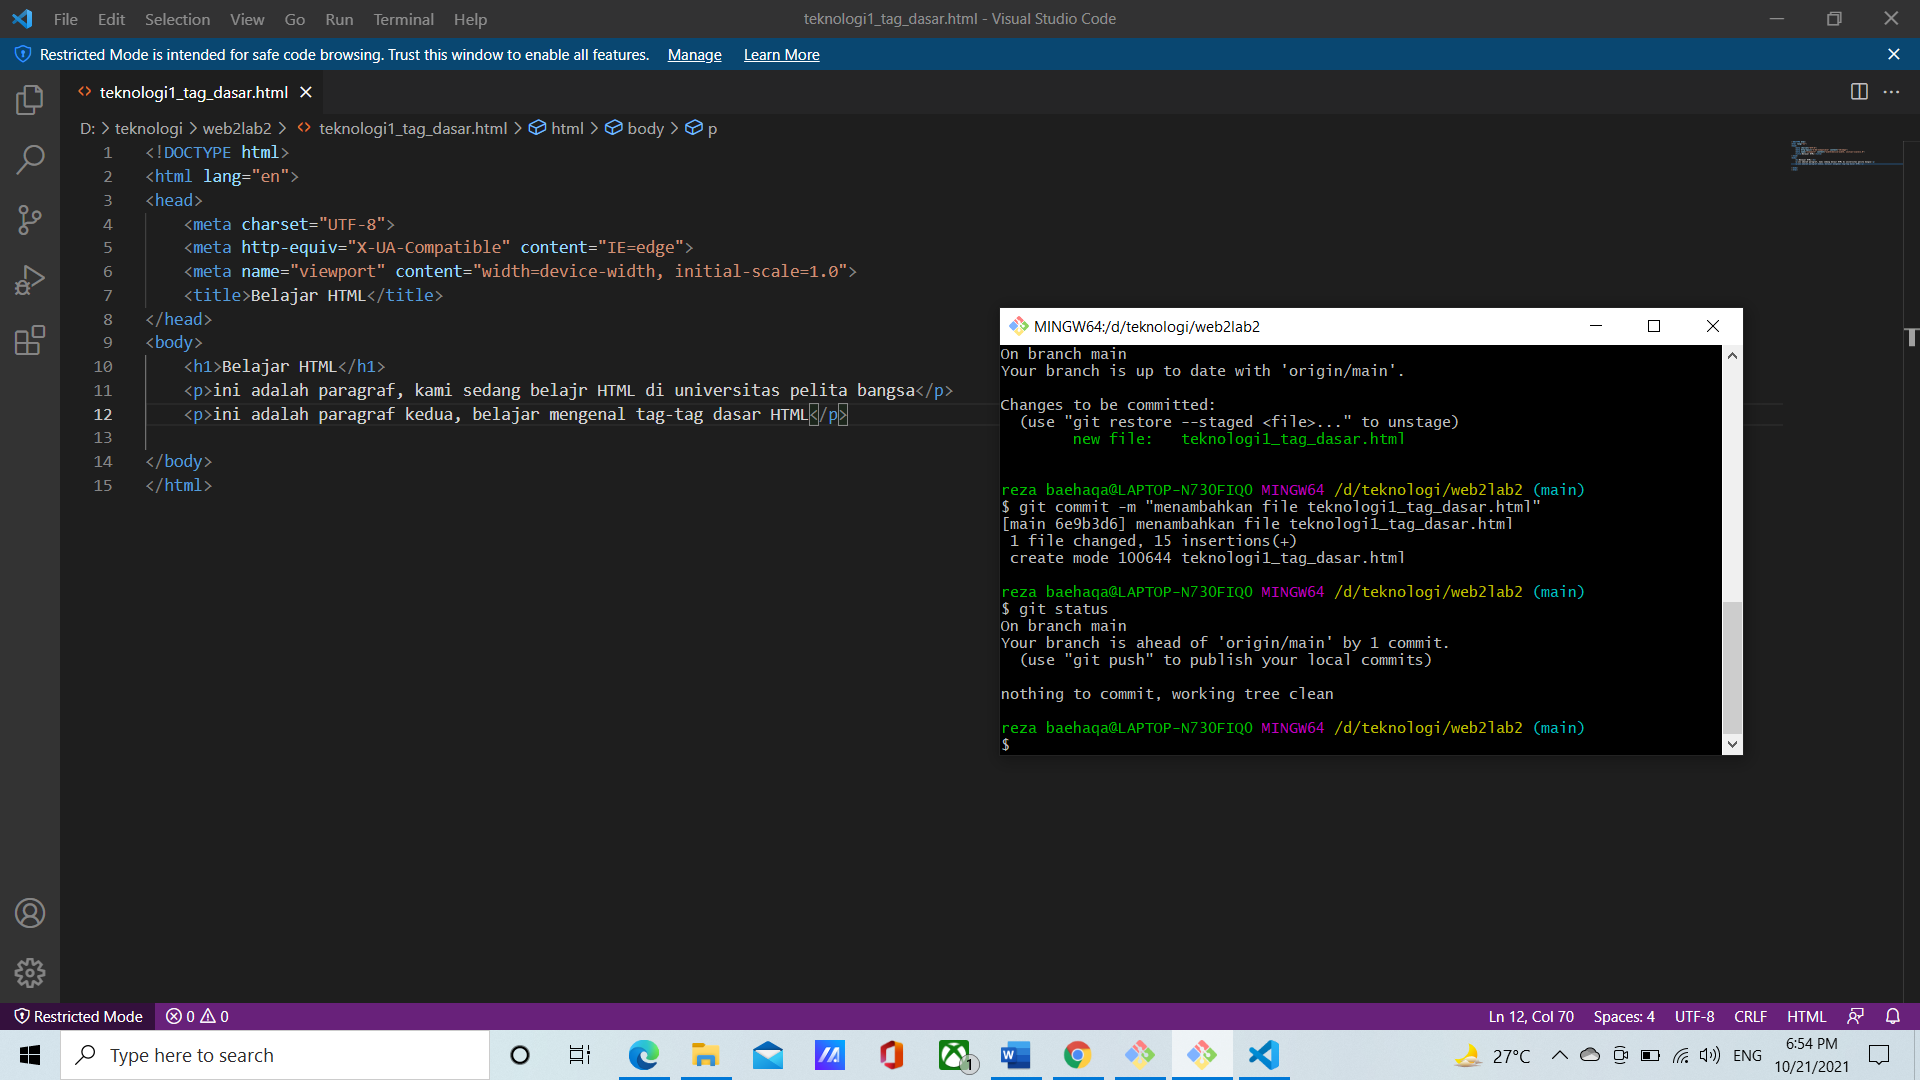 File Edit Selection View Go Run Terminal Help
teknologi1_tag_dasar.html - Visual Studio Code
Restricted Mode is intended for safe code browsing. Trust this window to enable all features. Manage Learn More
teknologi1_tag_dasar.html
D: > teknologi > web2lab2 > teknologi1_tag_dasar.html > html > body > p
1 <!DOCTYPE html>
2 <html lang="en">
3 <head>
4 <meta charset="UTF-8">
5 <meta http-equiv="X-UA-Compatible" content="IE=edge">
6 <meta name="viewport" content="width=device-width, initial-scale=1.0">
7 <title>Belajar HTML</title>
8 </head>
9 <body>
10 <h1>Belajar HTML</h1>
11 <p>ini adalah paragraf, kami sedang belajr HTML di universitas pelita bangsa</p>
12 <p>ini adalah paragraf kedua, belajar mengenal tag-tag dasar HTML</p>
13
14 </body>
15 </html>
MINGW64:/d/teknologi/web2lab2
On branch main
Your branch is up to date with 'origin/main'.
Changes to be committed:
(use "git restore --staged <file>..." to unstage)
new file: teknologi1_tag_dasar.html
reza baehaqa@LAPTOP-N730FIQ0 MINGW64 /d/teknologi/web2lab2 (main)
$ git commit -m "menambahkan file teknologi1_tag_dasar.html"
[main 6e9b3d6] menambahkan file teknologi1_tag_dasar.html
1 file changed, 15 insertions(+)
create mode 100644 teknologi1_tag_dasar.html
reza baehaqa@LAPTOP-N730FIQ0 MINGW64 /d/teknologi/web2lab2 (main)
$ git status
On branch main
Your branch is ahead of 'origin/main' by 1 commit.
(use "git push" to publish your local commits)
nothing to commit, working tree clean
reza baehaqa@LAPTOP-N730FIQ0 MINGW64 /d/teknologi/web2lab2 (main)
$
Restricted Mode 0 0 Ln 12, Col 70 Spaces: 4 UTF-8 CRLF HTML
Type here to search
1
27°C ENG
6:54 PM
10/21/2021